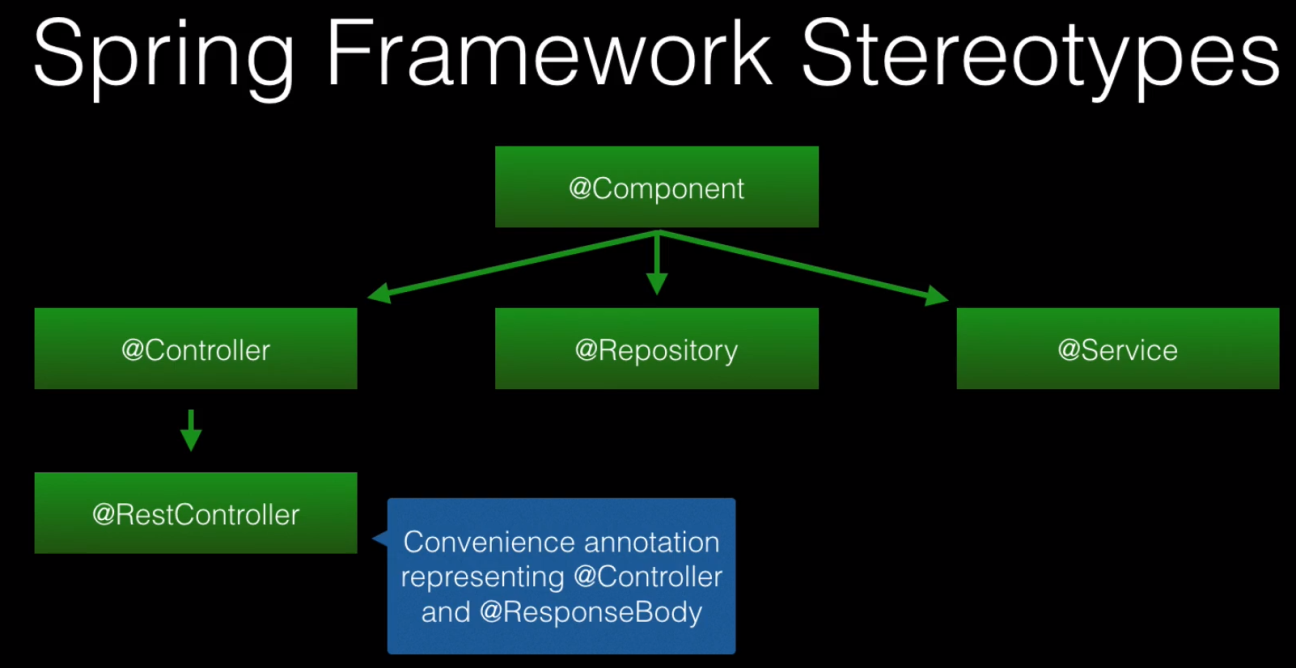 Spring Framework Stereotypes
@Component
@Controller
@Repository
@Service
@RestController
Convenience annotation
representing @Controller
and @ResponseBody